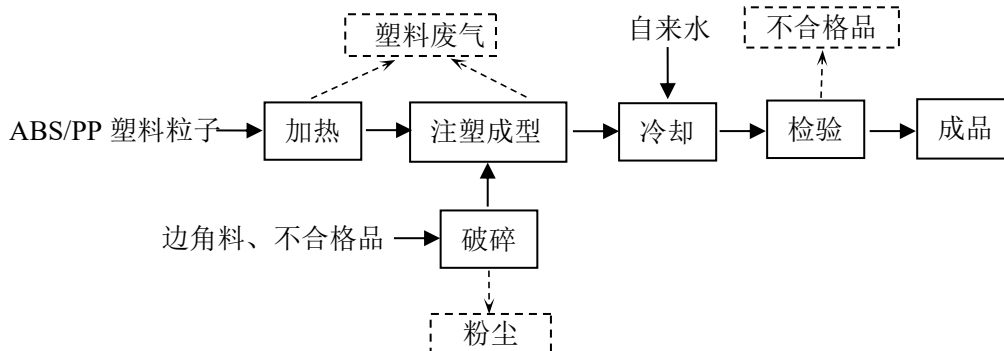 塑料废气
自来水
不合格品
ABS/PP 塑料粒子
加热
注塑成型
冷却
检验
成品
边角料、不合格品
破碎
粉尘